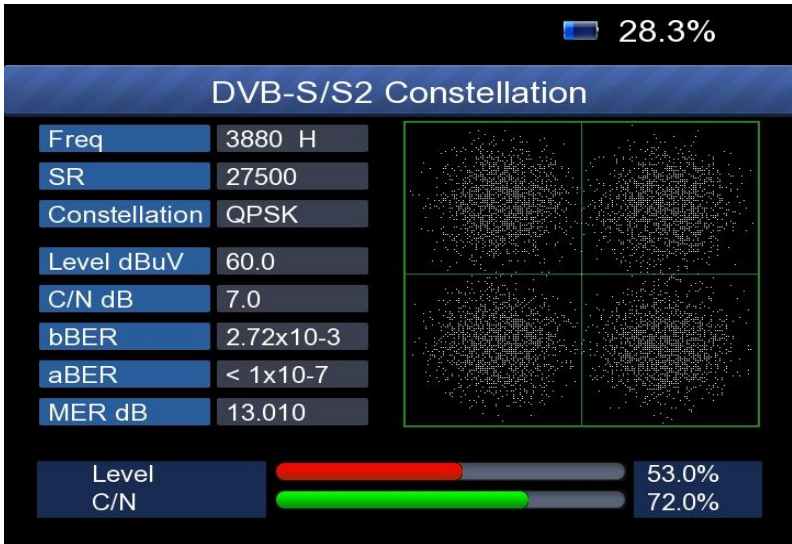 28.3%
DVB-S/S2 Constellation
Freq 3880 H
SR 27500
Constellation QPSK
Level dBuV 60.0
C/N dB 7.0
bBER 2.72x10-3
aBER < 1x10-7
MER dB 13.010
Level 53.0%
C/N 72.0%